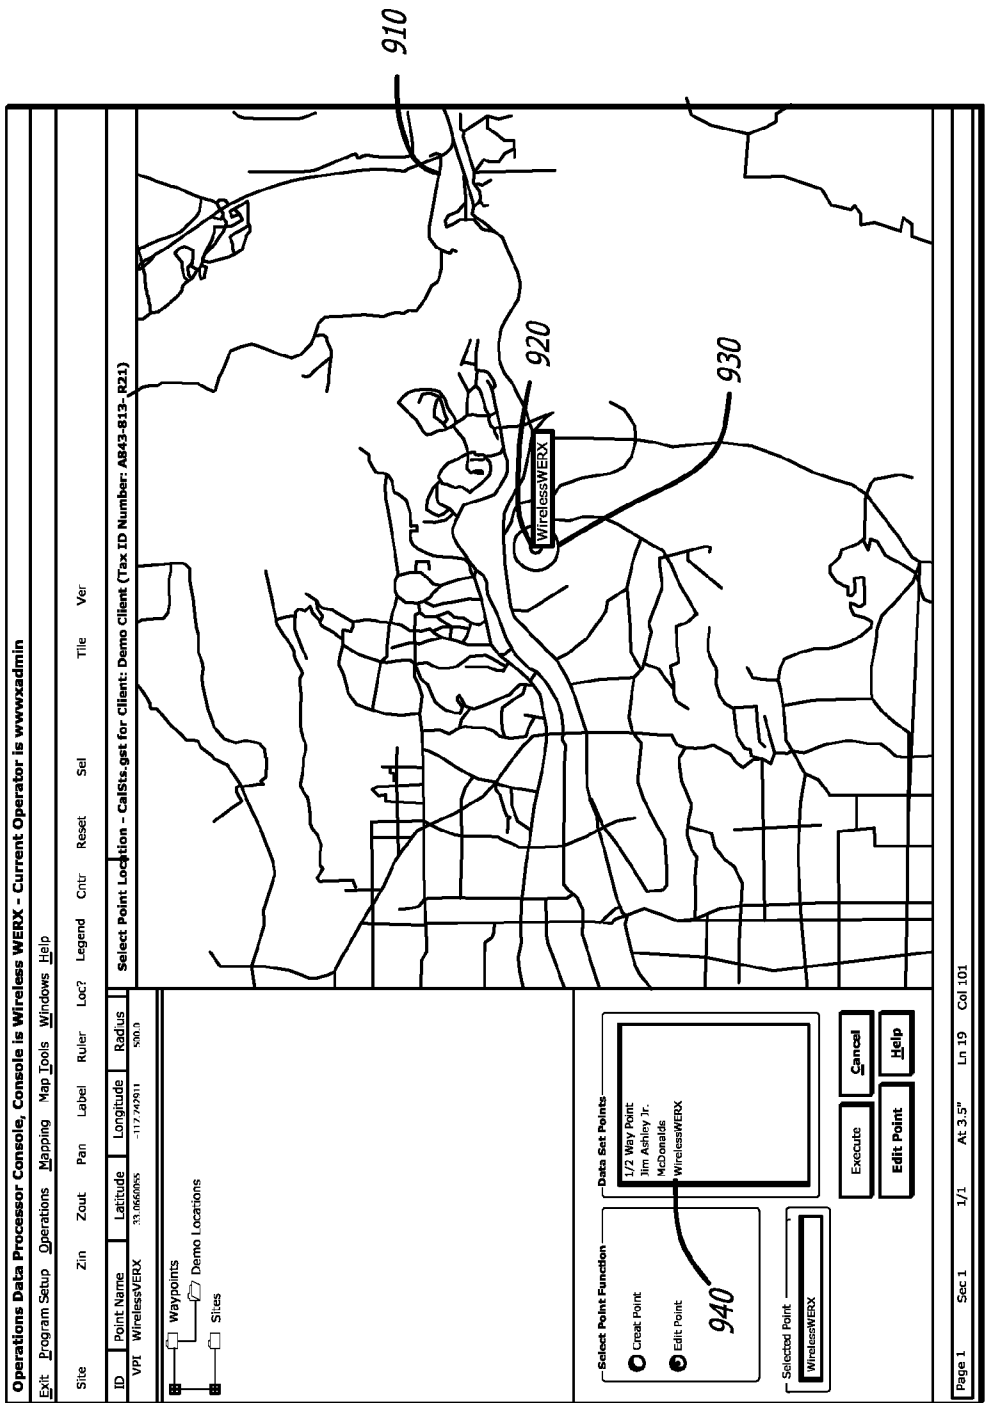 Operations Data Processor Console, Console is Wireless WERX - Current Operator is wwwxadmin
Exit Program Setup Operations Mapping Map Tools Windows Help
Site Zin Zout Pan Label Ruler Loc? Legend Cntr Reset Sel Tile Ver
ID Point Name Latitude Longitude Radius
VPI WirelessVERX 33.0660055 -117.242911 500.0
Select Point Location - CalSts.gst for Client: Demo Client (Tax ID Number: A843-813- R21)
Waypoints
Demo Locations
Sites
910
920
WirelessWERX
930
Select Point Function
Creat Point
Edit Point
940
Data Set Points
1/2 Way Point
Jim Ashley Jr.
McDonalds
WirelessWERX
Selected Point
WirelessWERX
Execute
Cancel
Edit Point
Help
Page 1 Sec 1 1/1 At 3.5" Ln 19 Col 101